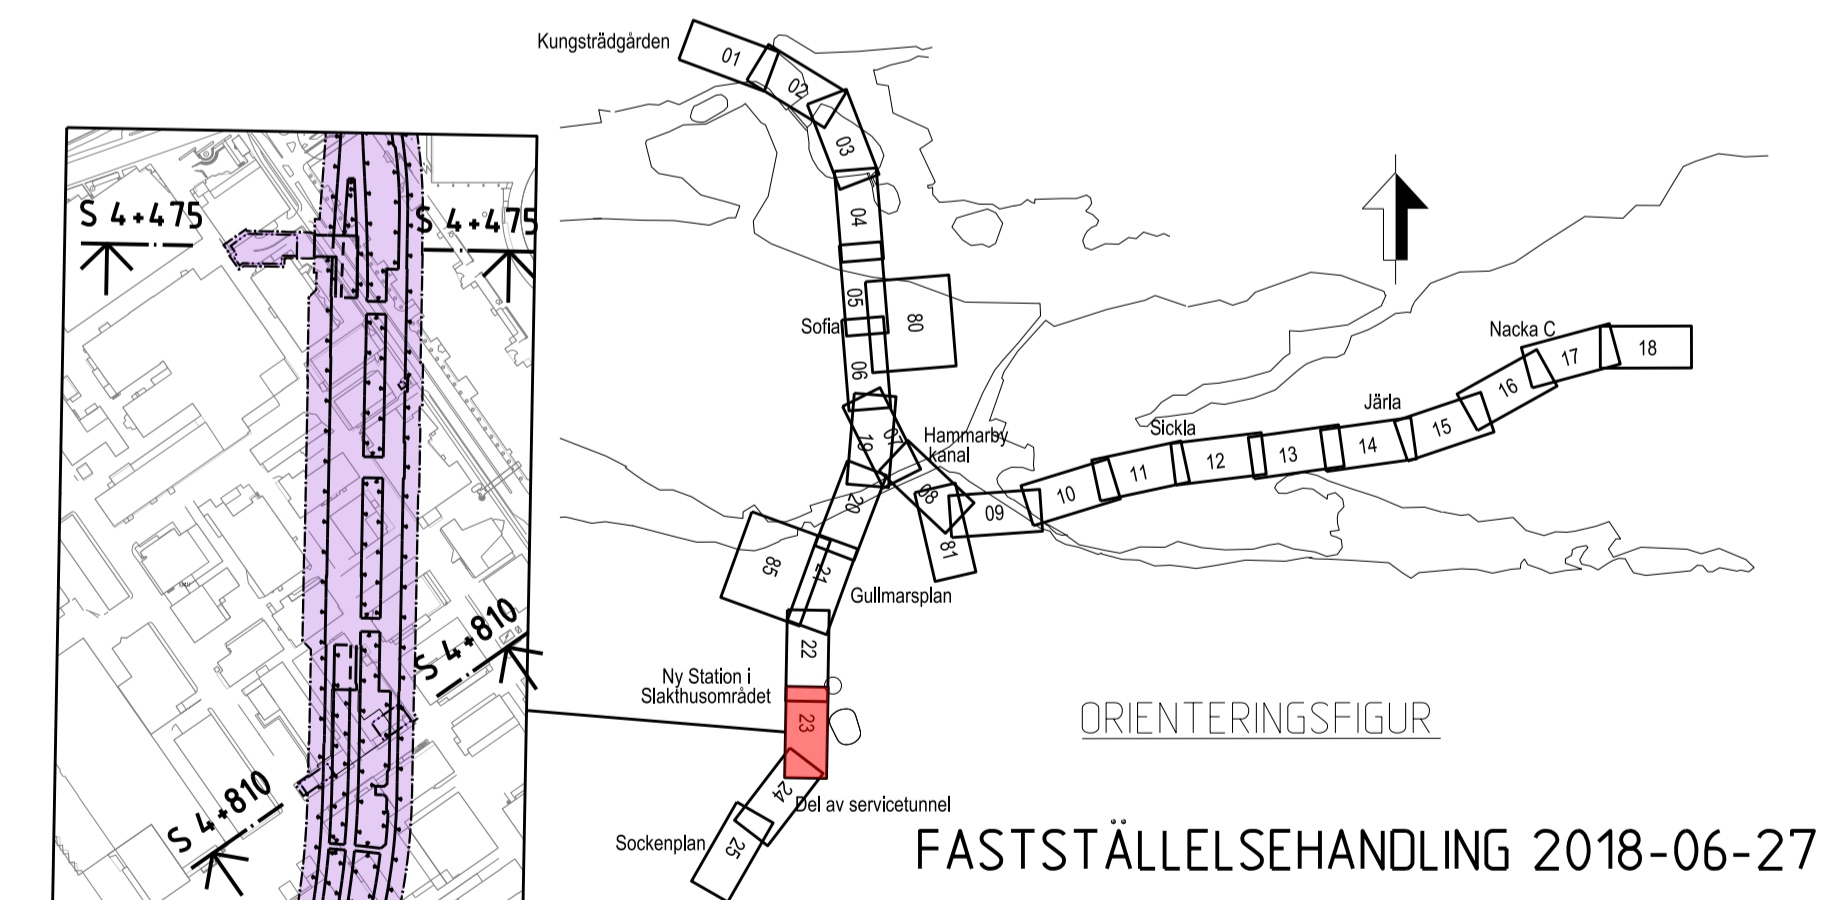 Kungsträdgården
01
02
03
04
05
Sofia
80
06
19
07
Hammarby
kanal
08
20
09
81
10
11
Sickla
12
13
Järla
14
15
16
Nacka C
17
18
85
21
Gullmarsplan
22
Ny Station i
Slakthusområdet
23
24
Del av servicetunnel
Sockenplan
25
S 4+475
S 4+475
S 4+810
S 4+810
ORIENTERINGSFIGUR
FASTSTÄLLELSEHANDLING 2018-06-27